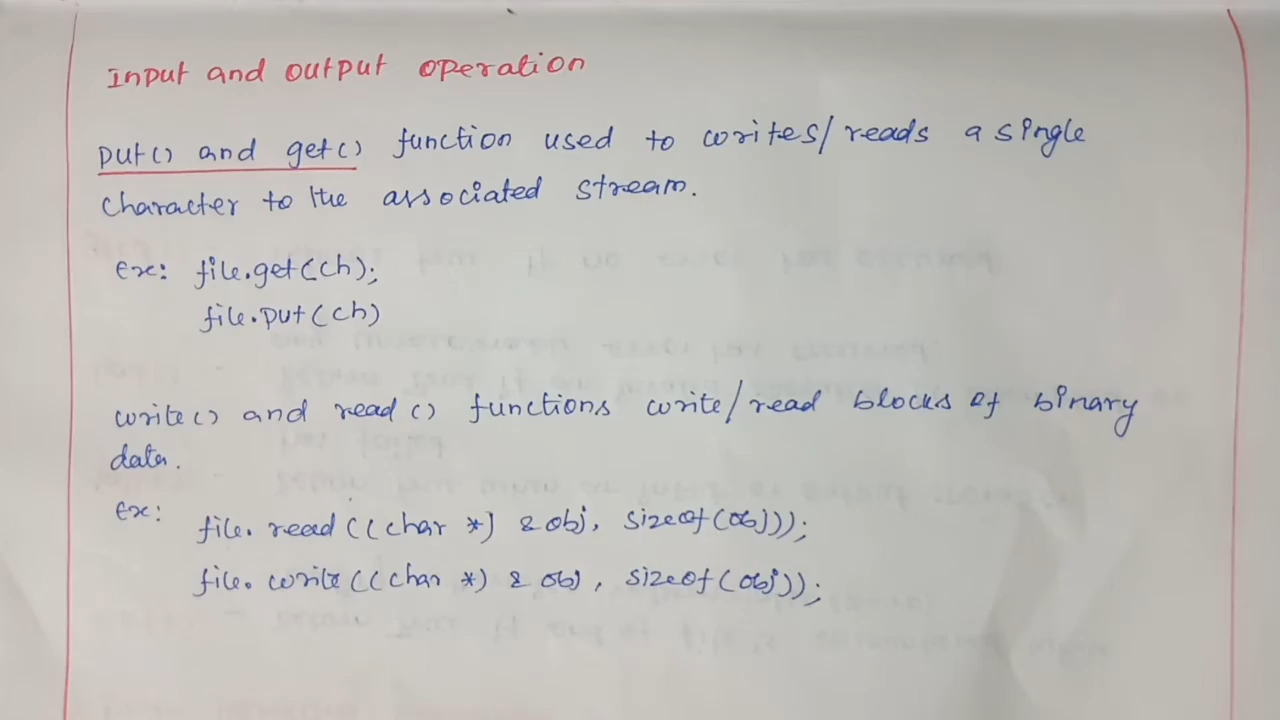 Input and output operation
put() and get() function used to writes/reads a single
character to the associated stream.
Ex: file.get(ch);
file.put(ch)
write() and read() functions write/read blocks of binary
data.
Ex: file.read((char *) & obj, sizeof(obj)));
file.write((char *) & obj, sizeof(obj));